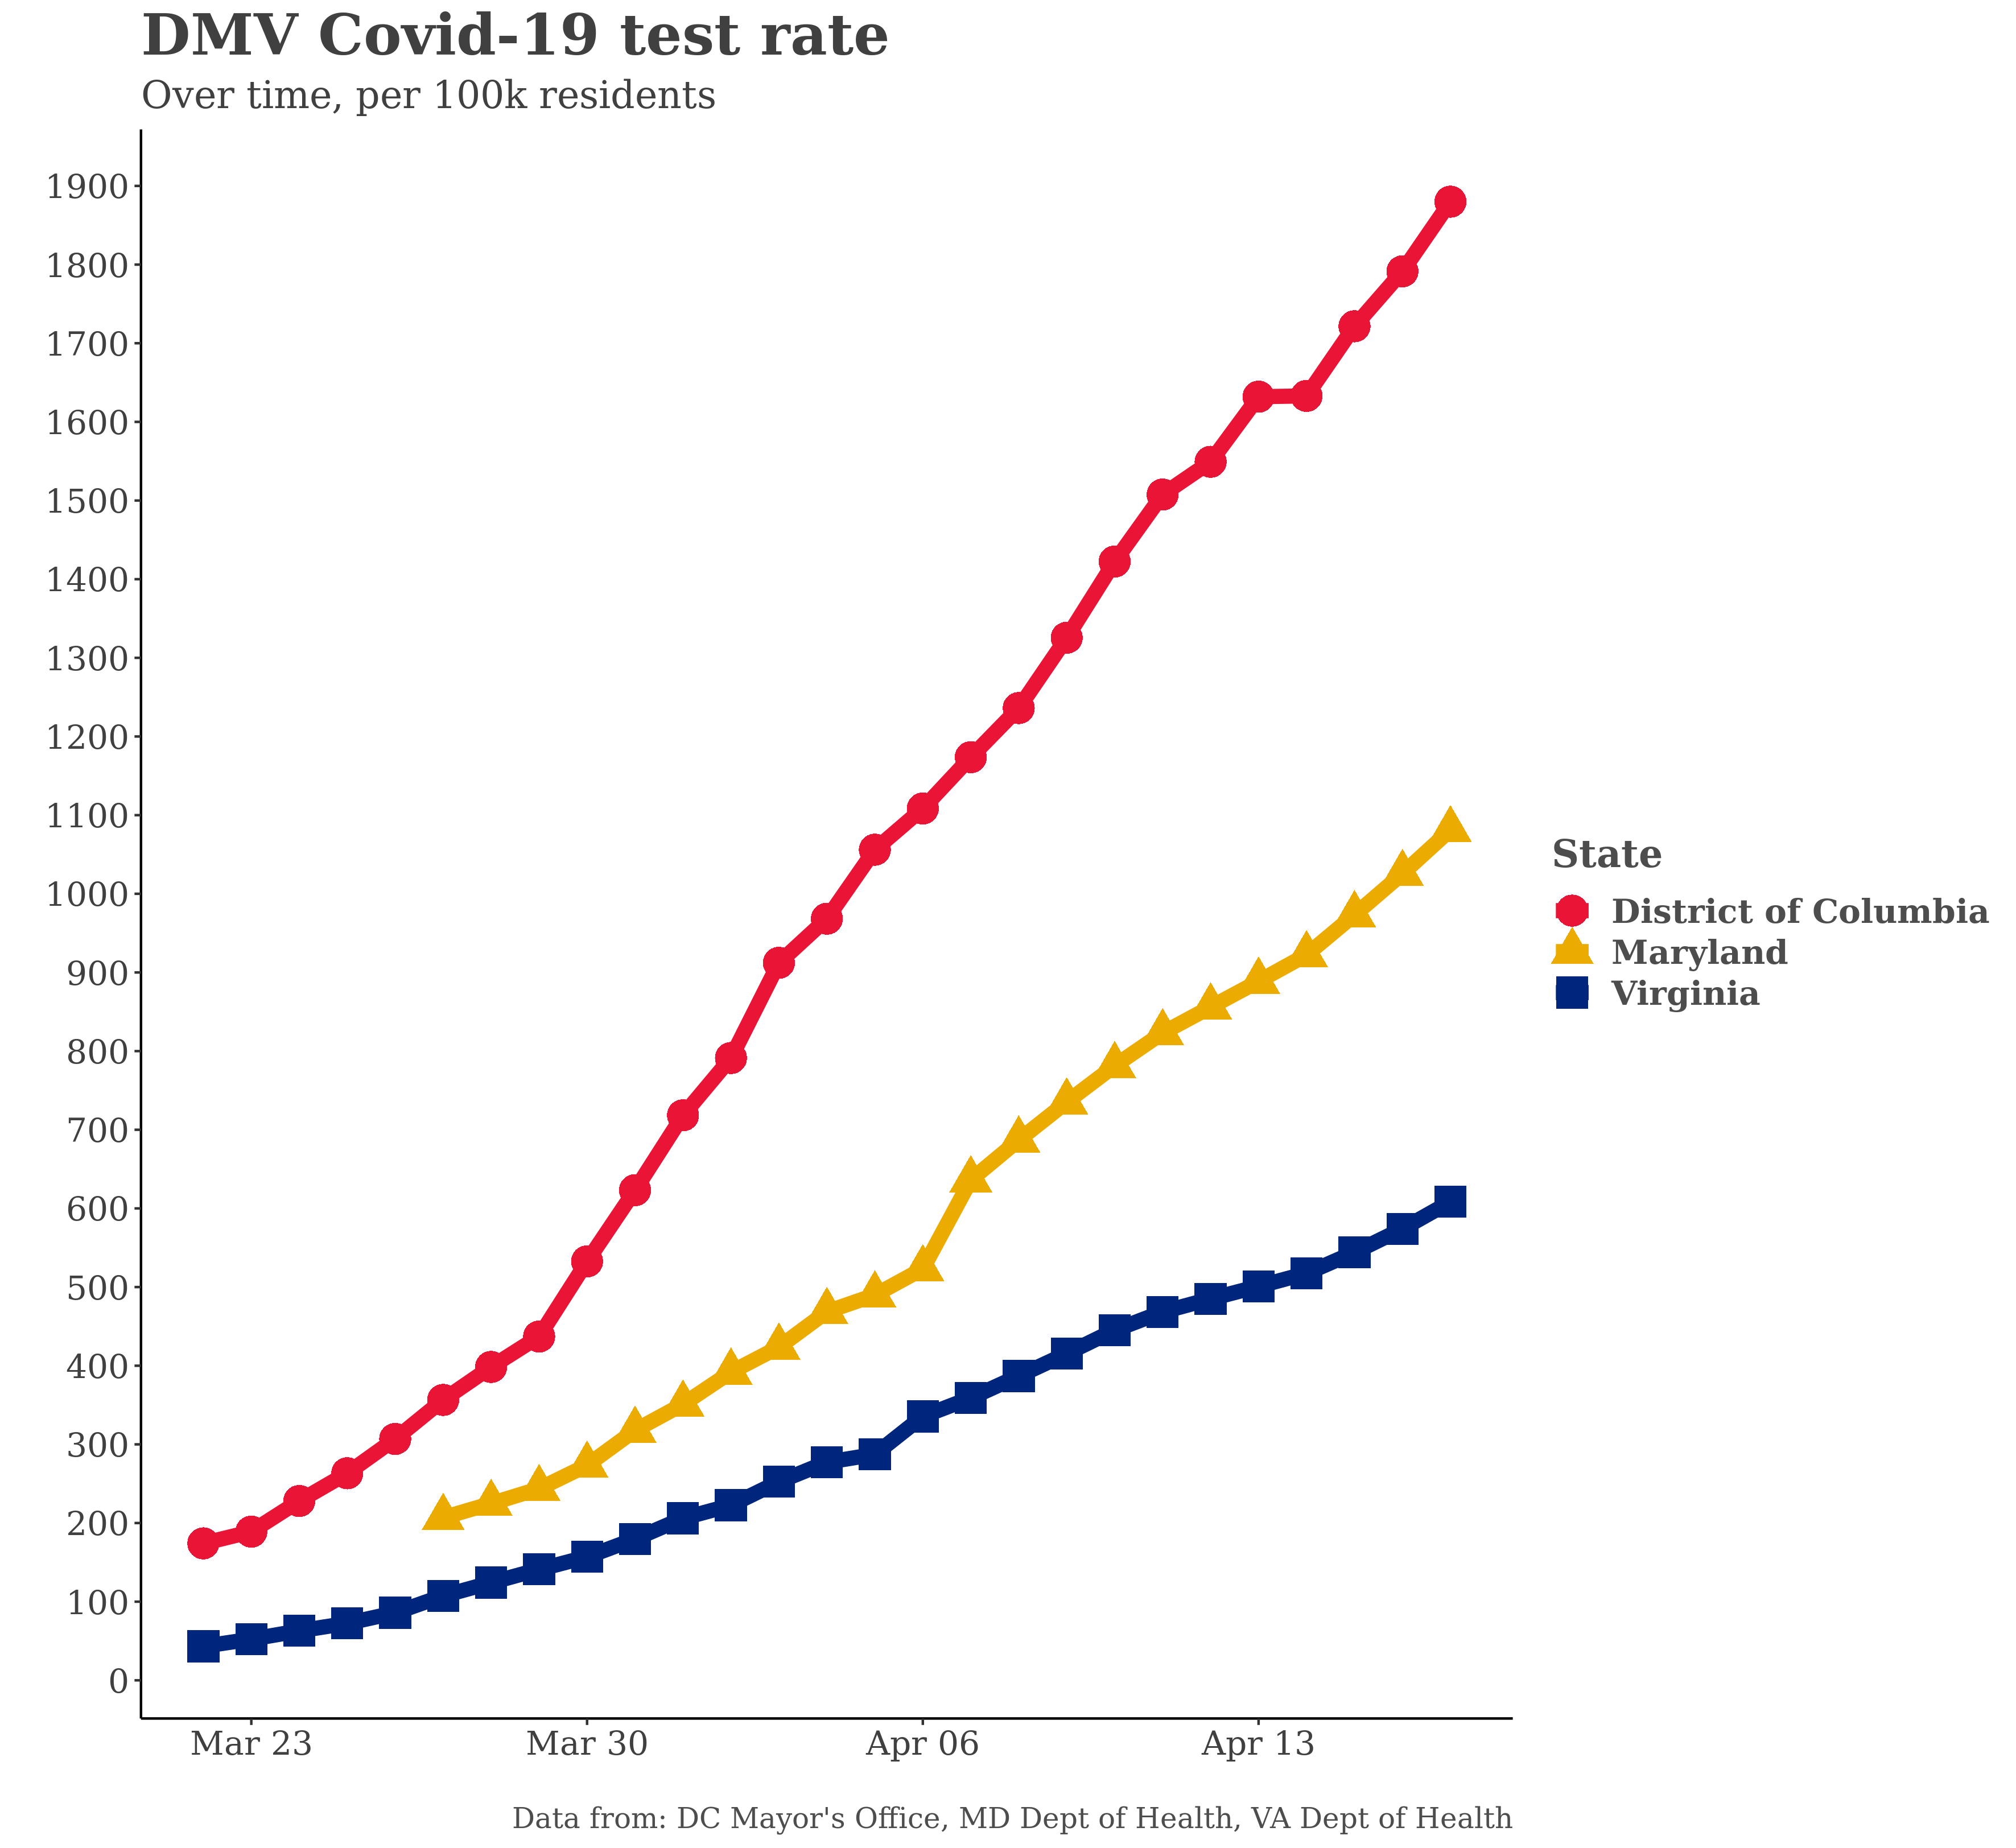 DMV Covid-19 test rate
Over time, per 100k residents
1900
1800
1700
1600
1500
1400
1300
1200
1100
1000
900
800
700
600
500
400
300
200
100
0
Mar 23
Mar 30
Apr 06
Apr 13
State
District of Columbia
Maryland
Virginia
Data from: DC Mayor's Office, MD Dept of Health, VA Dept of Health